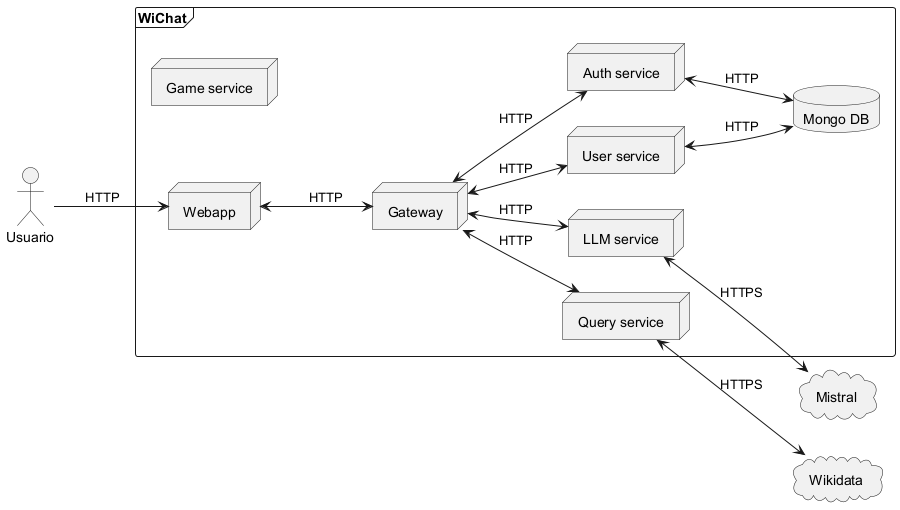 WiChat
Game service
Auth service
HTTP
Mongo DB
HTTP
User service
HTTP
HTTP
Usuario
HTTP
Webapp
HTTP
Gateway
HTTP
LLM service
HTTP
Query service
HTTPS
Mistral
HTTPS
Wikidata